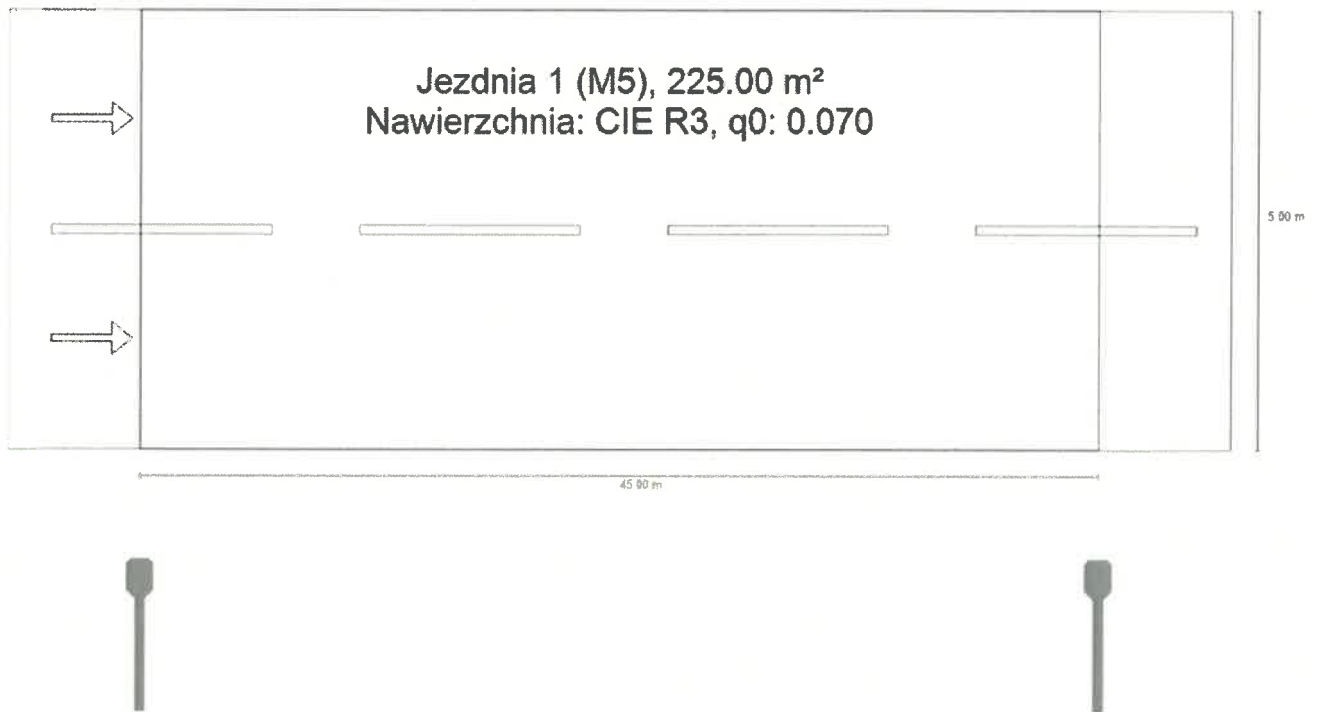 Jezdnia 1 (M5), 225.00 m²
Nawierzchnia: CIE R3, q0: 0.070
5.00 m
45.00 m